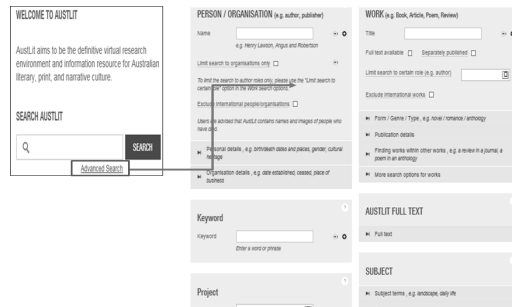 WELCOME TO AUSTLIT
AustLit aims to be the definitive virtual research
environment and information resource for Australian
literary, print, and narrative culture.
SEARCH AUSTLIT
SEARCH
Advanced Search
PERSON / ORGANISATION (e.g. author, publisher)
Name
e.g. Henry Lawson, Angus and Robertson
Limit search to organisations only
To limit the search to author roles only, please use the "Limit search to
certain role" option in the Work search options
Exclude international people/organisations
Users are advised that AustLit contains names and images of people who
have died.
Personal details , e.g. birth/death dates and places, gender, cultural
heritage
Organisation details , e.g. date established, ceased, place of
business
Keyword
Keyword
Enter a word or phrase
Project
WORK (e.g. Book, Article, Poem, Review)
Title
Full text available
Separately published
Limit search to certain role (e.g. author)
Exclude international works
Form / Genre / Type , e.g. novel / romance / anthology
Publication details
Finding works within other works , e.g. a review in a journal, a
poem in an anthology
More search options for works
AUSTLIT FULL TEXT
Full text
SUBJECT
Subject terms , e.g. landscape, daily life